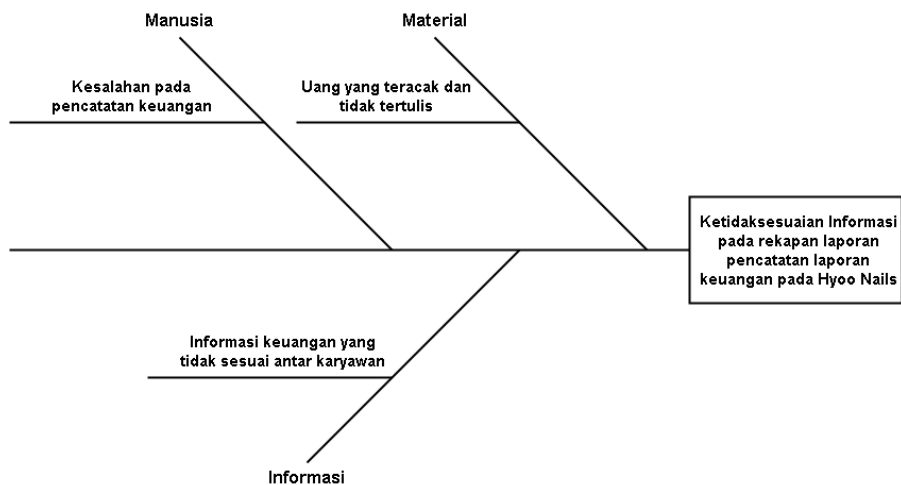 Manusia
Material
Kesalahan pada
pencatatan keuangan
Uang yang teracak dan
tidak tertulis
Ketidaksesuaian Informasi
pada rekapan laporan
pencatatan laporan
keuangan pada Hyoo Nails
Informasi keuangan yang
tidak sesuai antar karyawan
Informasi